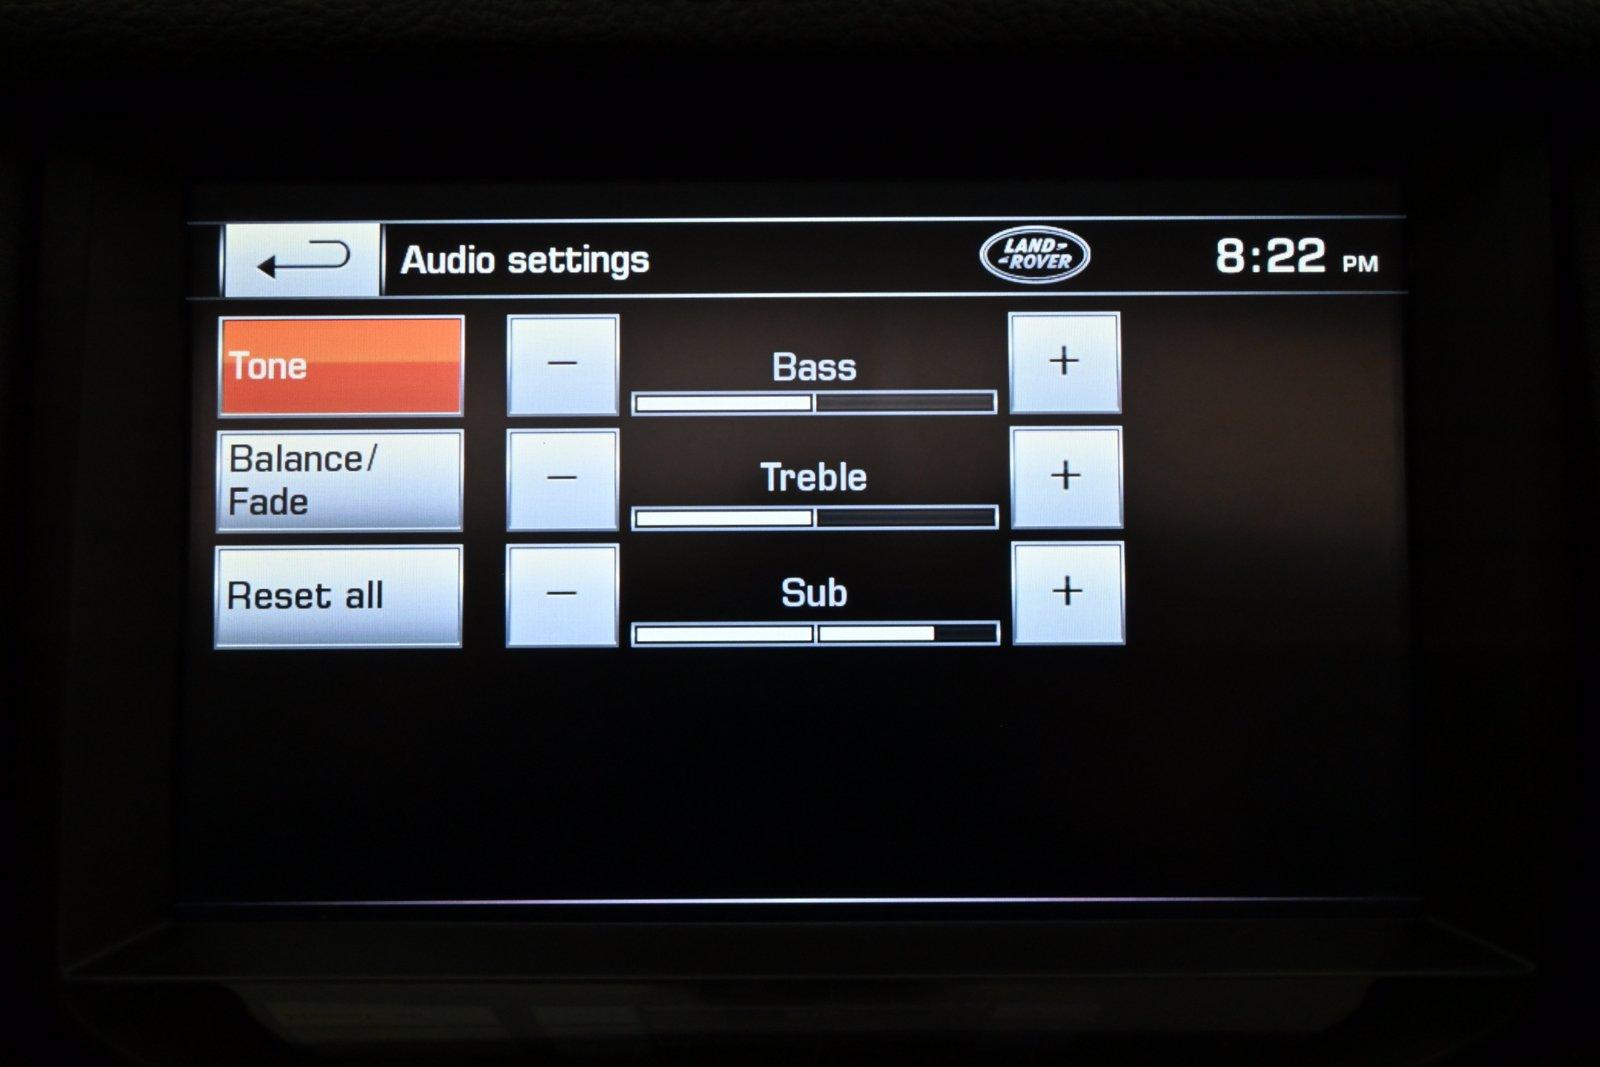 Audio settings
LAND-
-ROVER
8:22 PM
Tone
- Bass +
Balance/
Fade
- Treble +
Reset all
- Sub +